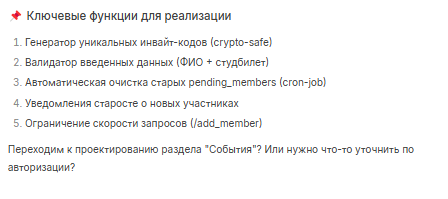 📌 Ключевые функции для реализации
1. Генератор уникальных инвайт-кодов (crypto-safe)
2. Валидатор введенных данных (ФИО + студбилет)
3. Автоматическая очистка старых pending_members (cron-job)
4. Уведомления старосте о новых участниках
5. Ограничение скорости запросов (/add_member)
Переходим к проектированию раздела "События"? Или нужно что-то уточнить по
авторизации?